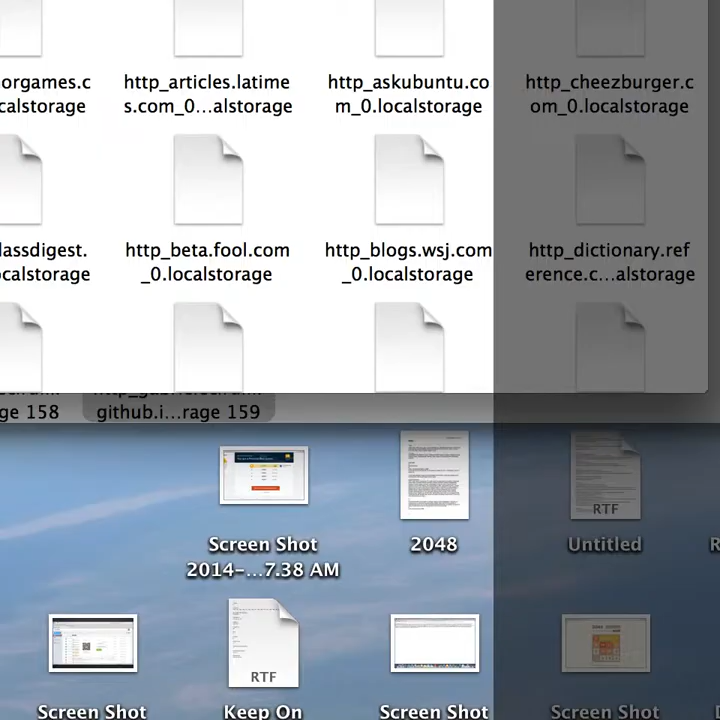 orgames.c
calstorage
http_articles.latime
s.com_0...alstorage
http_askubuntu.co
m_0.localstorage
http_cheezburger.c
om_0.localstorage
lassdigest.
ocalstorage
http_beta.fool.com
_0.localstorage
http_blogs.wsj.com
_0.localstorage
http_dictionary.ref
erence.c...alstorage
ge 158
github.i...rage 159
Screen Shot
2014-...7.38 AM
2048
RTF
Untitled
RTF
Screen Shot
Keep On
Screen Shot
Screen Shot